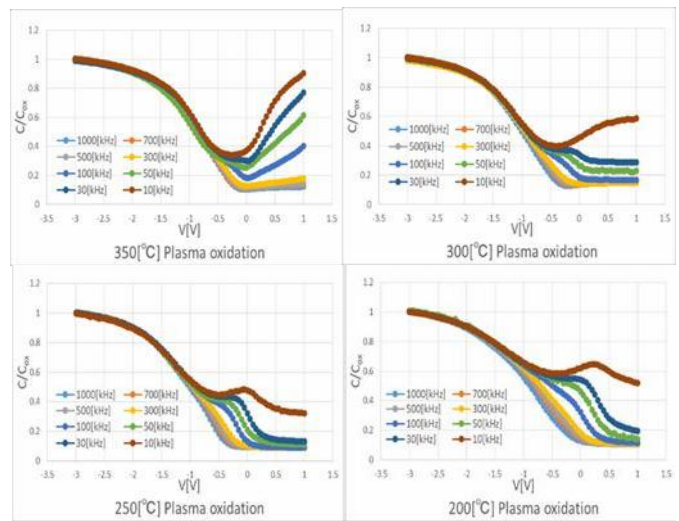 1.2
1
0.8
0.6
0.4
0.2
0
C/Cox
1000[kHz] 700[kHz]
500[kHz] 300[kHz]
100[kHz] 50[kHz]
30[kHz] 10[kHz]
-3.5 -3 -2.5 -2 -1.5 -1 -0.5 0 0.5 1 1.5
V[V]
350[℃] Plasma oxidation
1.2
1
0.8
0.6
0.4
0.2
0
C/Cox
1000[kHz] 700[kHz]
500[kHz] 300[kHz]
100[kHz] 50[kHz]
30[kHz] 10[kHz]
-3.5 -3 -2.5 -2 -1.5 -1 -0.5 0 0.5 1 1.5
V[V]
300[℃] Plasma oxidation
1.2
1
0.8
0.6
0.4
0.2
0
C/Cox
1000[kHz] 700[kHz]
500[kHz] 300[kHz]
100[kHz] 50[kHz]
30[kHz] 10[kHz]
-3.5 -3 -2.5 -2 -1.5 -1 -0.5 0 0.5 1 1.5
V[V]
250[℃] Plasma oxidation
1.2
1
0.8
0.6
0.4
0.2
0
C/Cox
1000[kHz] 700[kHz]
500[kHz] 300[kHz]
100[kHz] 50[kHz]
30[kHz] 10[kHz]
-3.5 -3 -2.5 -2 -1.5 -1 -0.5 0 0.5 1 1.5
V[V]
200[℃] Plasma oxidation